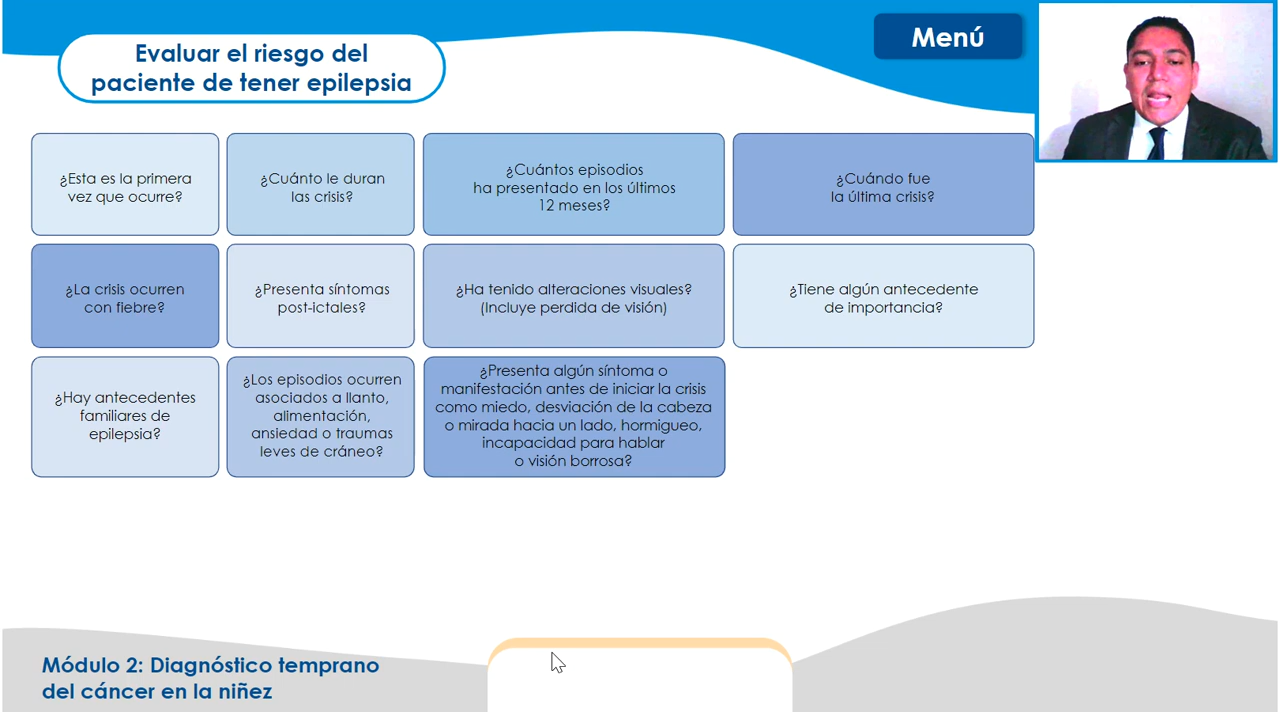 Evaluar el riesgo del
paciente de tener epilepsia
Menú
¿Esta es la primera
vez que ocurre?
¿Cuánto le duran
las crisis?
¿Cuántos episodios
ha presentado en los últimos
12 meses?
¿Cuándo fue
la última crisis?
¿La crisis ocurren
con fiebre?
¿Presenta síntomas
post-ictales?
¿Ha tenido alteraciones visuales?
(Incluye perdida de visión)
¿Tiene algún antecedente
de importancia?
¿Hay antecedentes
familiares de
epilepsia?
¿Los episodios ocurren
asociados a llanto,
alimentación,
ansiedad o traumas
leves de cráneo?
¿Presenta algún síntoma o
manifestación antes de iniciar la crisis
como miedo, desviación de la cabeza
o mirada hacia un lado, hormigueo,
incapacidad para hablar
o visión borrosa?
Módulo 2: Diagnóstico temprano
del cáncer en la niñez